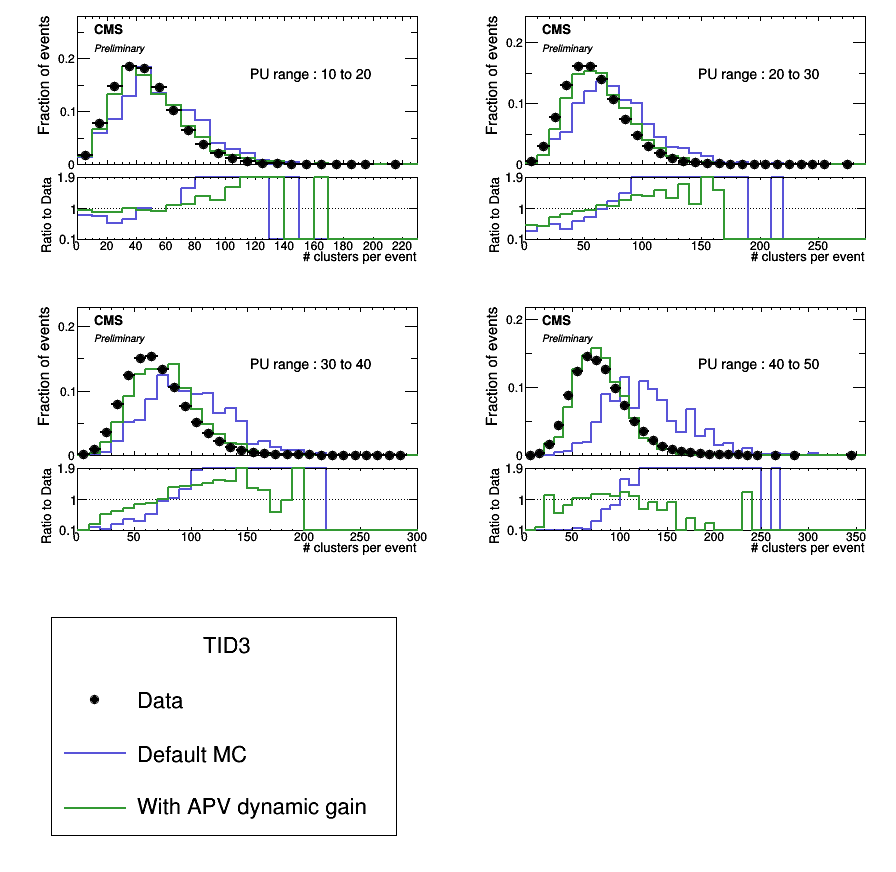 CMS
Preliminary
PU range : 10 to 20
Fraction of events
0.2
0.1
0
1.9
1
0.1
Ratio to Data
0 20 40 60 80 100 120 140 160 180 200 220
# clusters per event
CMS
Preliminary
PU range : 20 to 30
Fraction of events
0.2
0.1
0
1.9
1
0.1
Ratio to Data
0 50 100 150 200 250
# clusters per event
CMS
Preliminary
PU range : 30 to 40
Fraction of events
0.2
0.1
0
1.9
1
0.1
Ratio to Data
0 50 100 150 200 250 300
# clusters per event
CMS
Preliminary
PU range : 40 to 50
Fraction of events
0.2
0.1
0
1.9
1
0.1
Ratio to Data
0 50 100 150 200 250 300 350
# clusters per event
TID3
Data
Default MC
With APV dynamic gain